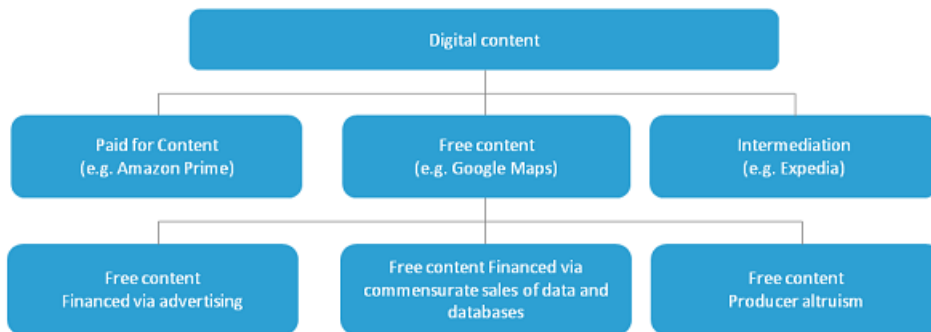 Digital content
Paid for Content
(e.g. Amazon Prime)
Free content
(e.g. Google Maps)
Intermediation
(e.g. Expedia)
Free content
Financed via advertising
Free content Financed via
commensurate sales of data and
databases
Free content
Producer altruism